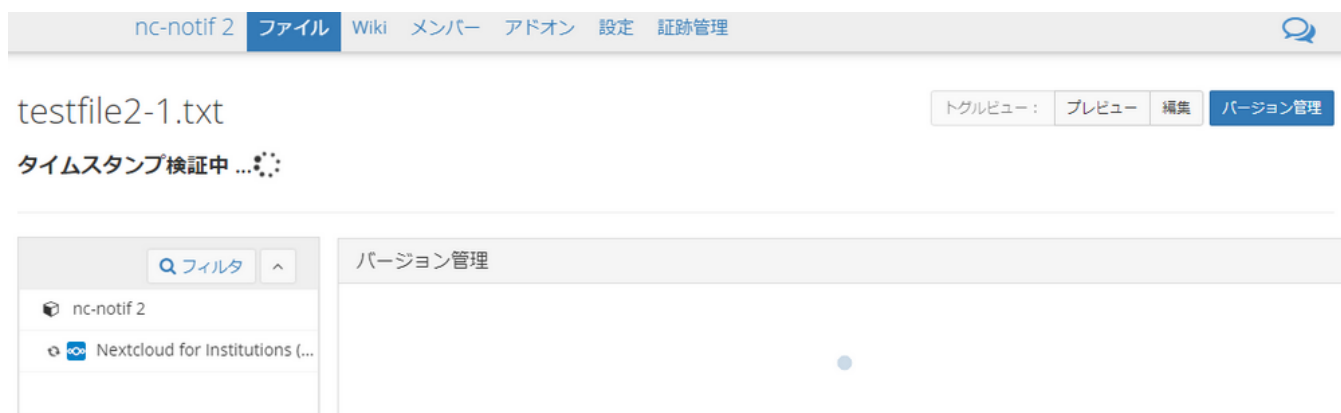 nc-notif 2 ファイル Wiki メンバー アドオン 設定 証跡管理
testfile2-1.txt
トグルビュー： プレビュー 編集 バージョン管理
タイムスタンプ検証中 ...
フィルタ
バージョン管理
nc-notif 2
Nextcloud for Institutions (...